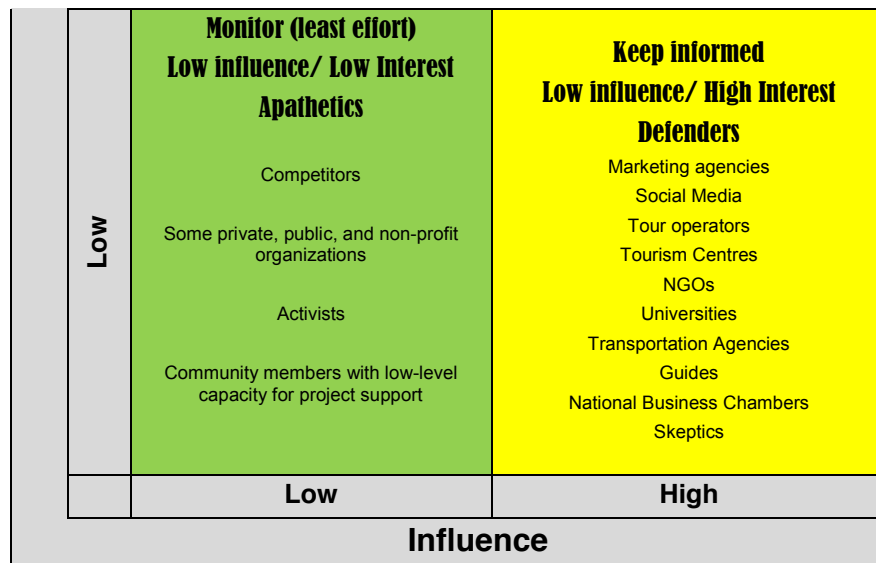 Monitor (least effort)
Low influence/ Low Interest
Apathetics
Competitors
Some private, public, and non-profit
organizations
Activists
Community members with low-level
capacity for project support
Keep informed
Low influence/ High Interest
Defenders
Marketing agencies
Social Media
Tour operators
Tourism Centres
NGOs
Universities
Transportation Agencies
Guides
National Business Chambers
Skeptics
Low
Low
High
Influence